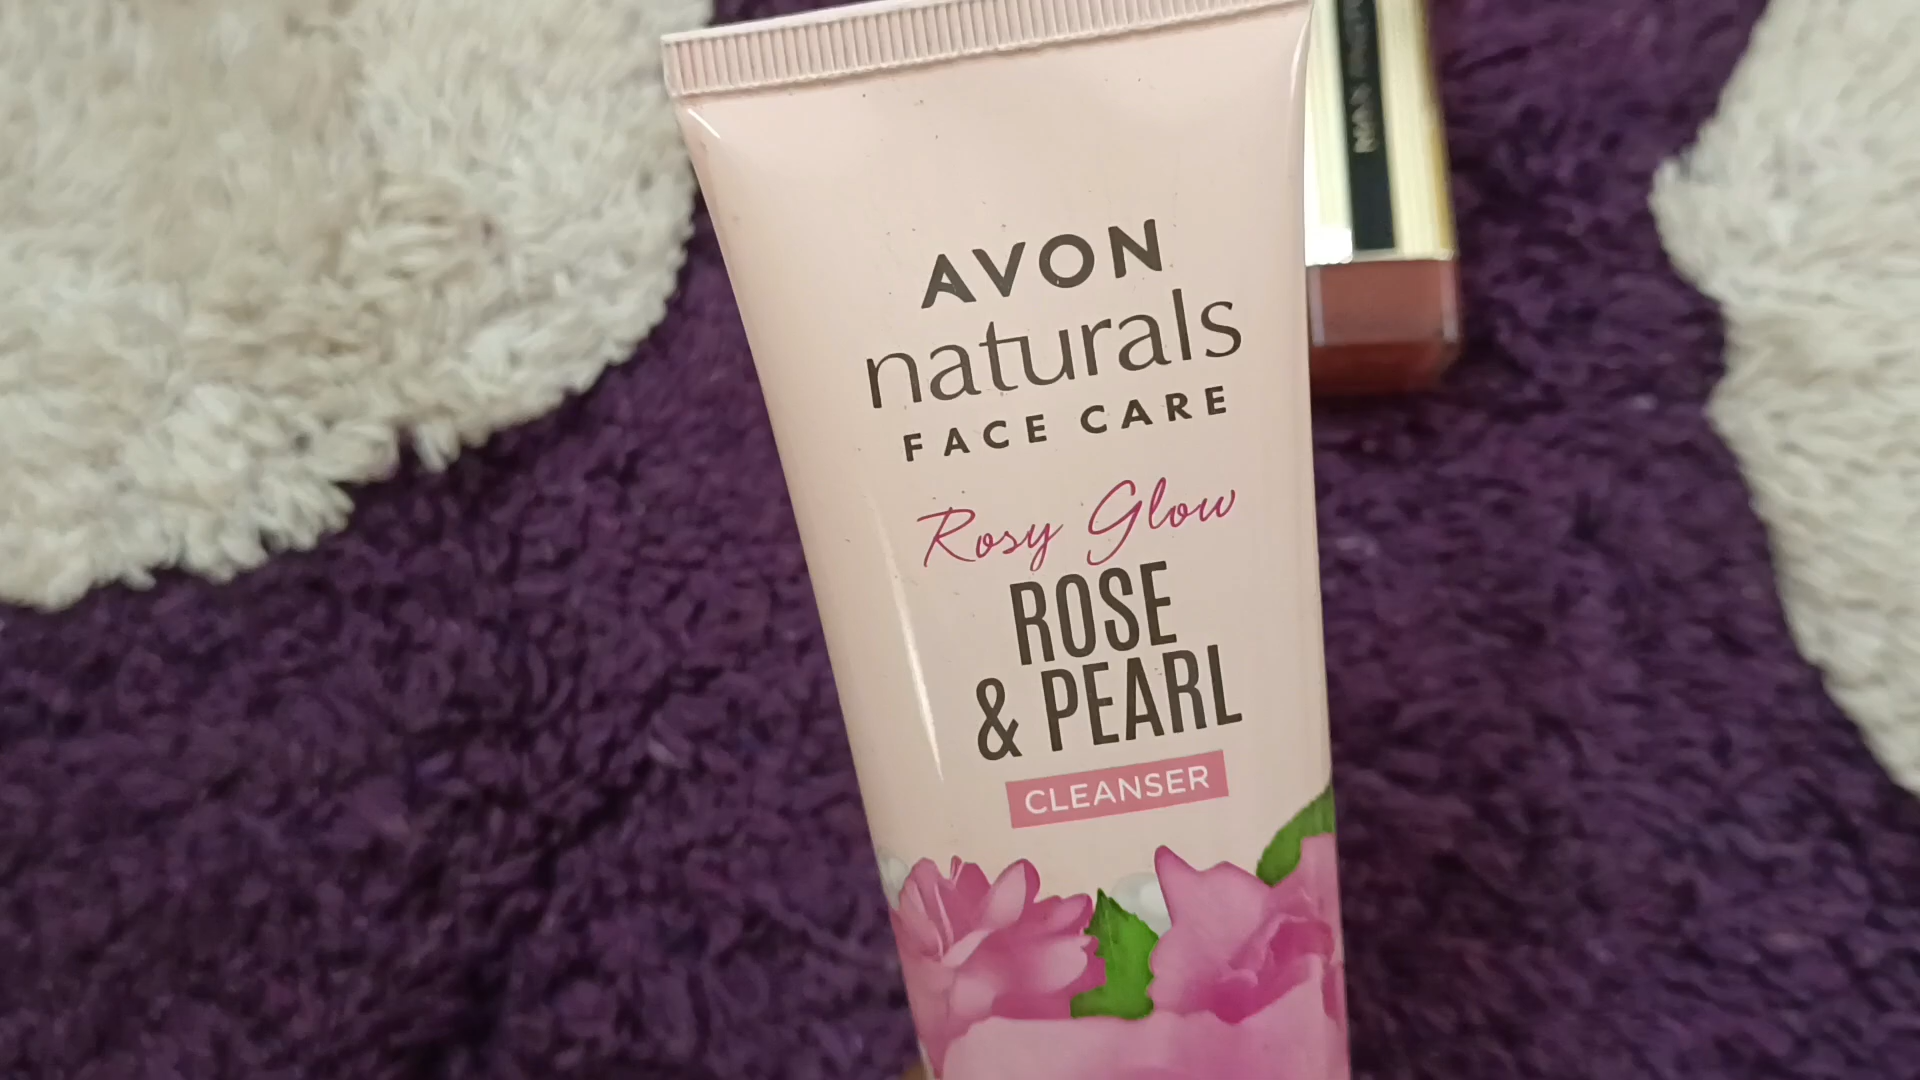 AVON
naturals
FACE CARE
Rosy Glow
ROSE
& PEARL
CLEANSER